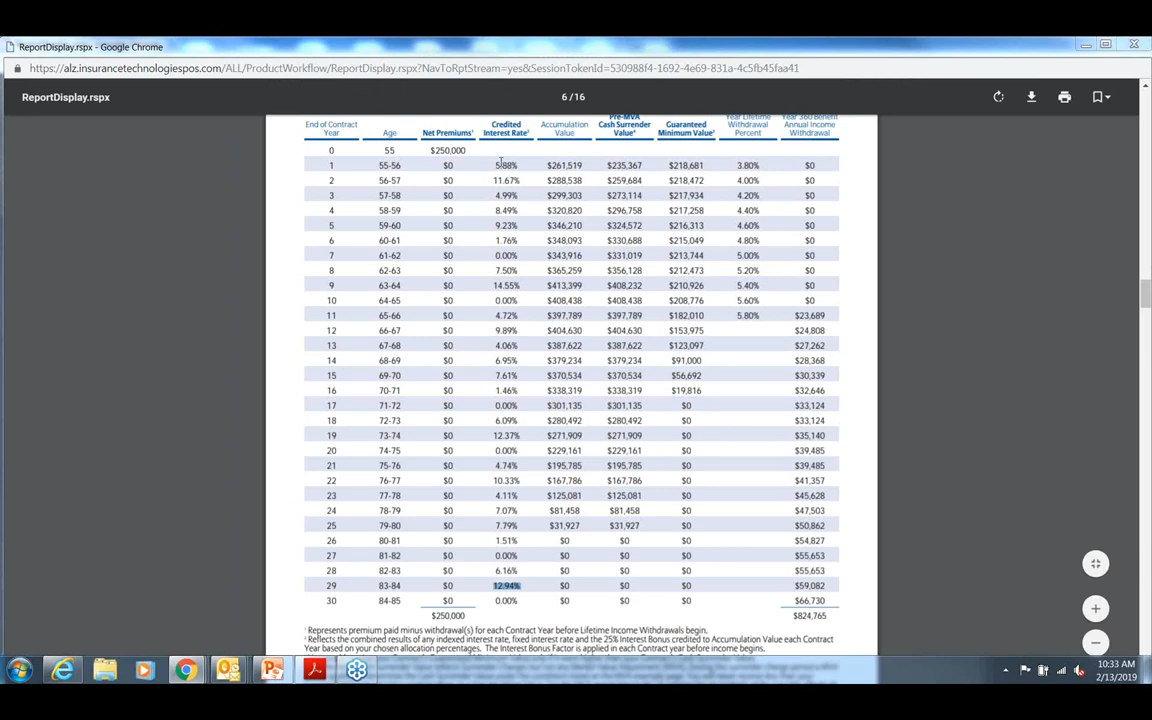 ReportDisplay.rspx - Google Chrome
https://alz.insurancetechnologiespos.com/ALL/ProductWorkflow/ReportDisplay.rspx?NavToRptStream=yes&SessionTokenId=530988f4-1692-4e69-831a-4c5fb45faa41
ReportDisplay.rspx 6 / 16
End of Contract Year Age Net Premiums¹ Credited Interest Rate² Accumulation Value Pre-MVA Cash Surrender Value⁴ Guaranteed Minimum Value³ Year Lifetime Withdrawal Percent Year 360 Benefit Annual Income Withdrawal
0 55 $250,000
1 55-56 $0 5.88% $261,519 $235,367 $218,681 3.80% $0
2 56-57 $0 11.67% $288,538 $259,684 $218,472 4.00% $0
3 57-58 $0 4.99% $299,303 $273,114 $217,934 4.20% $0
4 58-59 $0 8.49% $320,820 $296,758 $217,258 4.40% $0
5 59-60 $0 9.23% $346,210 $324,572 $216,313 4.60% $0
6 60-61 $0 1.76% $348,093 $330,688 $215,049 4.80% $0
7 61-62 $0 0.00% $343,916 $331,019 $213,744 5.00% $0
8 62-63 $0 7.50% $365,259 $356,128 $212,473 5.20% $0
9 63-64 $0 14.55% $413,399 $408,232 $210,926 5.40% $0
10 64-65 $0 0.00% $408,438 $408,438 $208,776 5.60% $0
11 65-66 $0 4.72% $397,789 $397,789 $182,010 5.80% $23,689
12 66-67 $0 9.89% $404,630 $404,630 $153,975 $24,808
13 67-68 $0 4.06% $387,622 $387,622 $123,097 $27,262
14 68-69 $0 6.95% $379,234 $379,234 $91,000 $28,368
15 69-70 $0 7.61% $370,534 $370,534 $56,692 $30,339
16 70-71 $0 1.46% $338,319 $338,319 $19,816 $32,646
17 71-72 $0 0.00% $301,135 $301,135 $0 $33,124
18 72-73 $0 6.09% $280,492 $280,492 $0 $33,124
19 73-74 $0 12.37% $271,909 $271,909 $0 $35,140
20 74-75 $0 0.00% $229,161 $229,161 $0 $39,485
21 75-76 $0 4.74% $195,785 $195,785 $0 $39,485
22 76-77 $0 10.33% $167,786 $167,786 $0 $41,357
23 77-78 $0 4.11% $125,081 $125,081 $0 $45,628
24 78-79 $0 7.07% $81,458 $81,458 $0 $47,503
25 79-80 $0 7.79% $31,927 $31,927 $0 $50,862
26 80-81 $0 1.51% $0 $0 $0 $54,827
27 81-82 $0 0.00% $0 $0 $0 $55,653
28 82-83 $0 6.16% $0 $0 $0 $55,653
29 83-84 $0 12.94% $0 $0 $0 $59,082
30 84-85 $0 0.00% $0 $0 $0 $66,730
$250,000 $824,765
¹ Represents premium paid minus withdrawal(s) for each Contract Year before Lifetime Income Withdrawals begin.
² Reflects the combined results of any indexed interest rate, fixed interest rate and the 25% Interest Bonus credited to Accumulation Value each Contract
Year based on your chosen allocation percentages. The Interest Bonus Factor is applied in each Contract year before income begins.
10:33 AM
2/13/2019